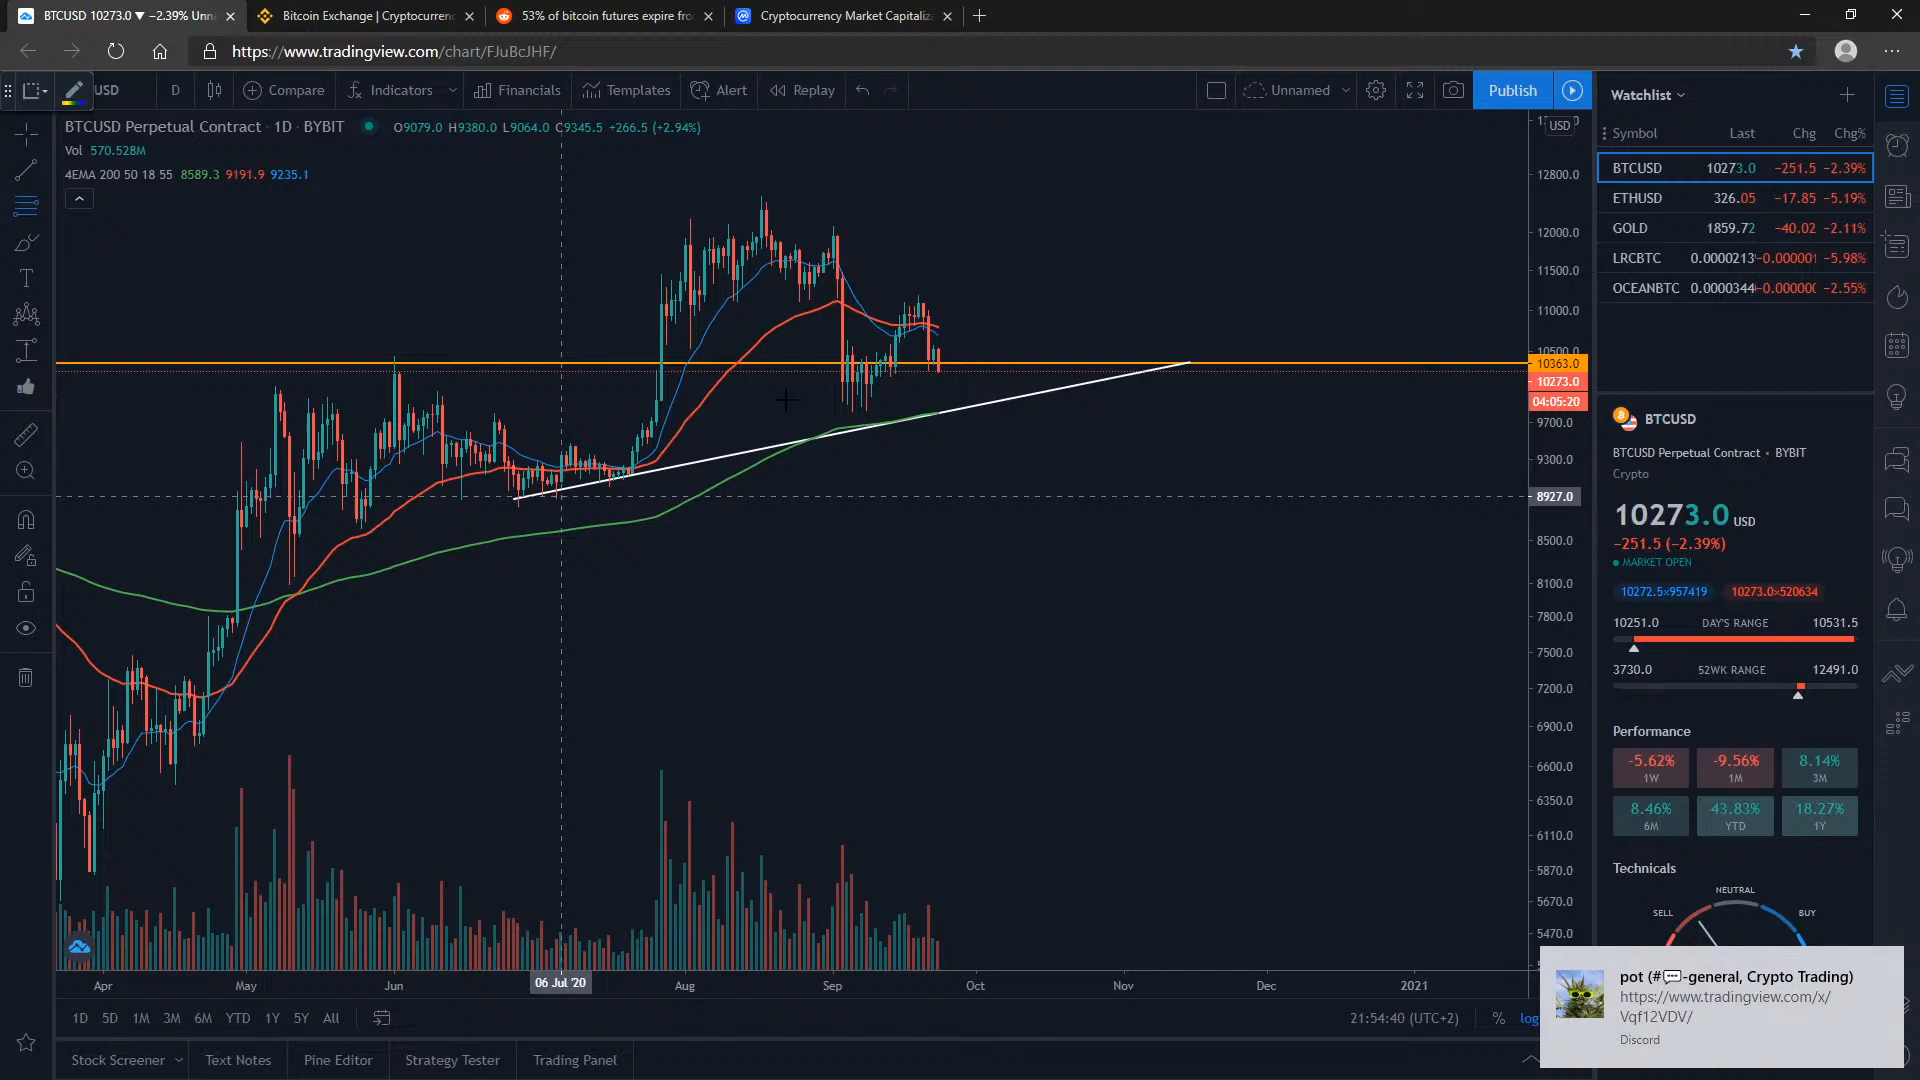 BTCUSD 10273.0 ▼ −2.39% Unna
Bitcoin Exchange | Cryptocurrenc
53% of bitcoin futures expire fro
Cryptocurrency Market Capitaliz
https://www.tradingview.com/chart/FJuBcJHF/
USD
D
Compare
Indicators
Financials
Templates
Alert
Replay
Unnamed
Publish
BTCUSD Perpetual Contract · 1D · BYBIT
O9079.0 H9380.0 L9064.0 C9345.5 +266.5 (+2.94%)
Vol 570.528M
4EMA 200 50 18 55 8589.3 9191.9 9235.1
USD
12800.0
12000.0
11500.0
11000.0
10500.0
10363.0
10273.0
04:05:20
9700.0
9300.0
8927.0
8500.0
8100.0
7800.0
7500.0
7200.0
6900.0
6600.0
6350.0
6110.0
5870.0
5670.0
5470.0
Apr
May
Jun
06 Jul '20
Aug
Sep
Oct
Nov
Dec
2021
1D 5D 1M 3M 6M YTD 1Y 5Y All
21:54:40 (UTC+2)
%
log
Stock Screener
Text Notes
Pine Editor
Strategy Tester
Trading Panel
Watchlist
Symbol Last Chg Chg%
BTCUSD 10273.0 −251.5 −2.39%
ETHUSD 326.05 −17.85 −5.19%
GOLD 1859.72 −40.02 −2.11%
LRCBTC 0.0000213 −0.000001 −5.98%
OCEANBTC 0.0000344 −0.000000 −2.55%
BTCUSD
BTCUSD Perpetual Contract • BYBIT
Crypto
10273.0 USD
−251.5 (−2.39%)
MARKET OPEN
10272.5×957419
10273.0×520634
10251.0 DAY'S RANGE 10531.5
3730.0 52WK RANGE 12491.0
Performance
-5.62% -9.56% 8.14%
1W 1M 3M
8.46% 43.83% 18.27%
6M YTD 1Y
Technicals
NEUTRAL
SELL
BUY
pot (#💬-general, Crypto Trading)
https://www.tradingview.com/x/
Vqf12VDV/
Discord